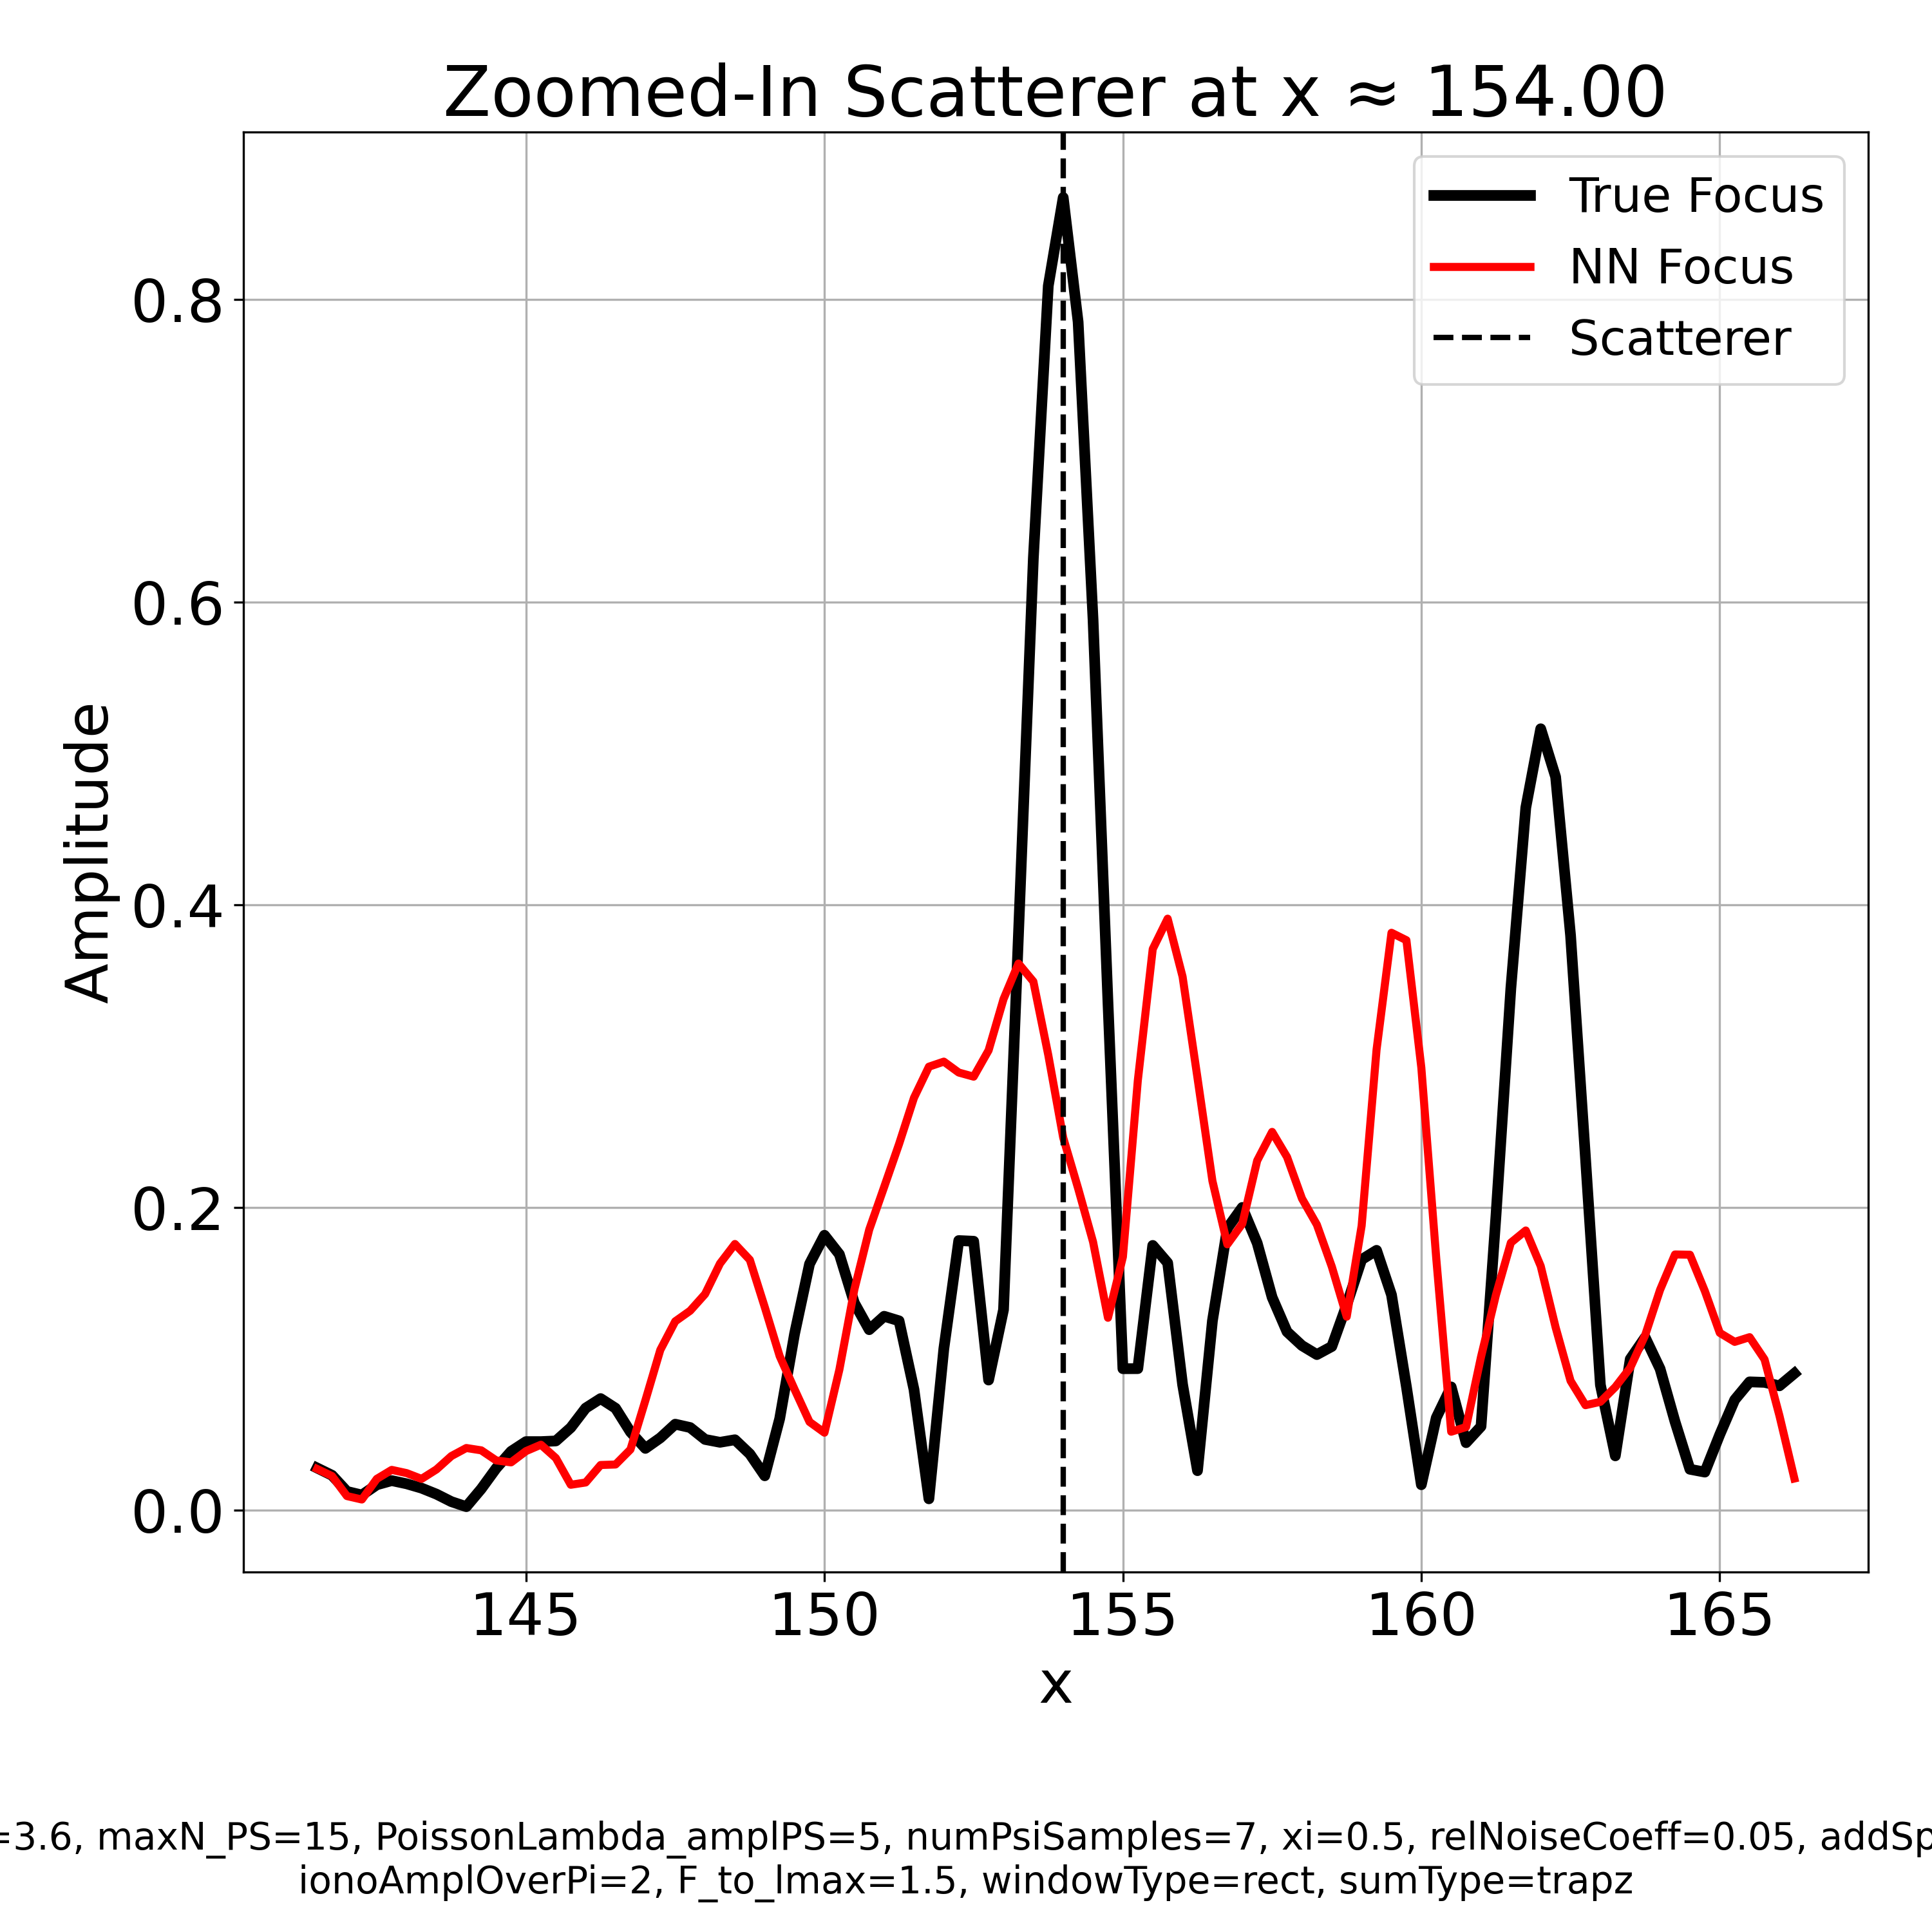 Zoomed-In Scatterer at x ≈ 154.00
True Focus
NN Focus
Scatterer
Amplitude
0.8
0.6
0.4
0.2
0.0
145 150 155 160 165
x
=3.6, maxN_PS=15, PoissonLambda_amplPS=5, numPsiSamples=7, xi=0.5, relNoiseCoeff=0.05, addSp
ionoAmplOverPi=2, F_to_lmax=1.5, windowType=rect, sumType=trapz